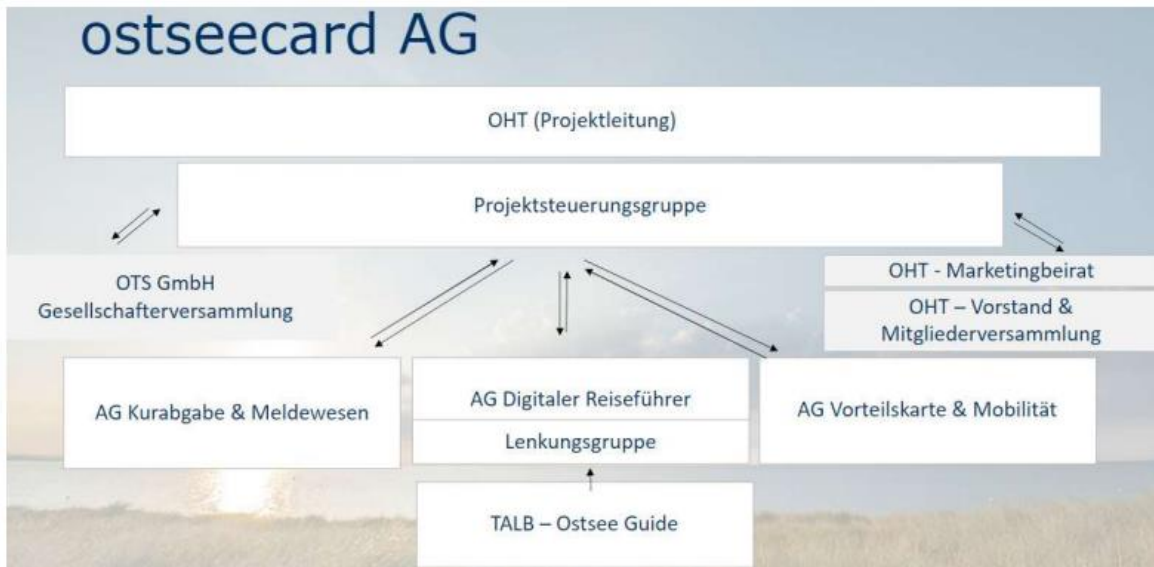 ostseecard AG
OHT (Projektleitung)
Projektsteuerungsgruppe
OTS GmbH
Gesellschafterversammlung
OHT - Marketingbeirat
OHT – Vorstand &
Mitgliederversammlung
AG Kurabgabe & Meldewesen
AG Digitaler Reiseführer
Lenkungsgruppe
AG Vorteilskarte & Mobilität
TALB – Ostsee Guide